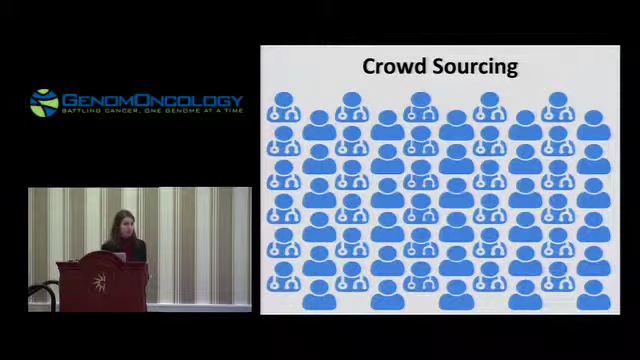 GENOMONCOLOGY
BATTLING CANCER, ONE GENOME AT A TIME
Crowd Sourcing